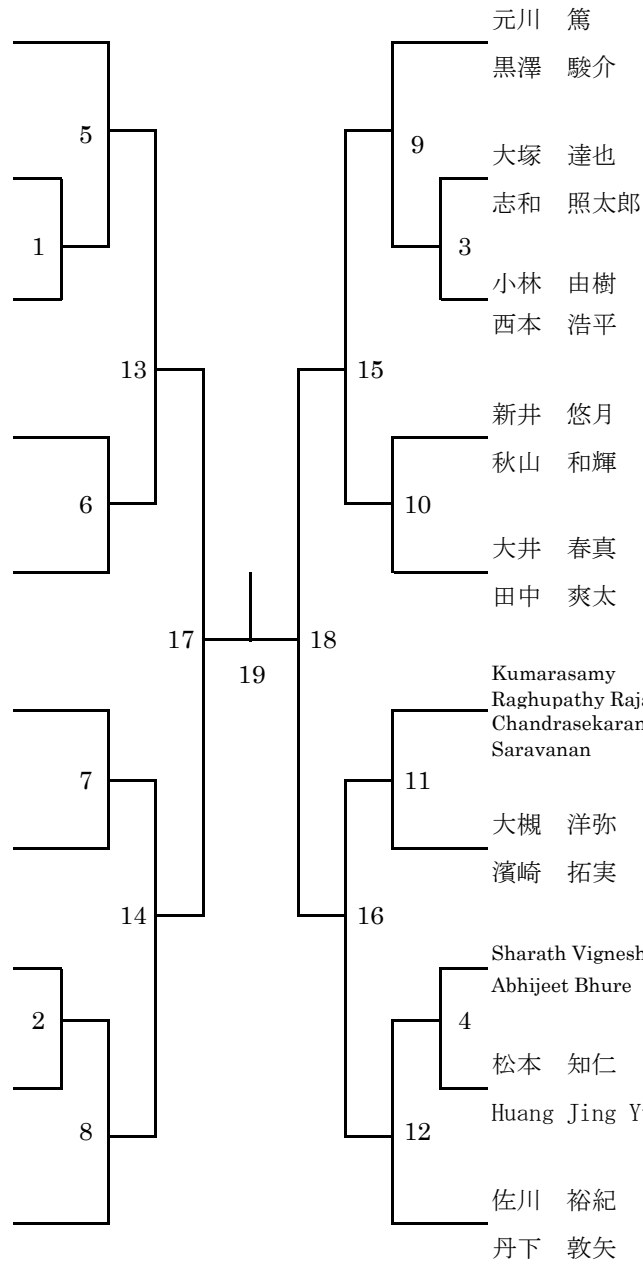 元川　篤
黒澤　駿介
5
9
大塚　達也
志和　照太郎
1
3
小林　由樹
西本　浩平
13
15
新井　悠月
秋山　和輝
6
10
大井　春真
田中　爽太
17
18
19
Kumarasamy
Raghupathy
Chandrasekaran
Saravanan
7
11
大槻　洋弥
濱崎　拓実
14
16
Sharath Vignesh
Abhijeet Bhure
2
4
松本　知仁
Huang Jing
8
12
佐川　裕紀
丹下　敦矢